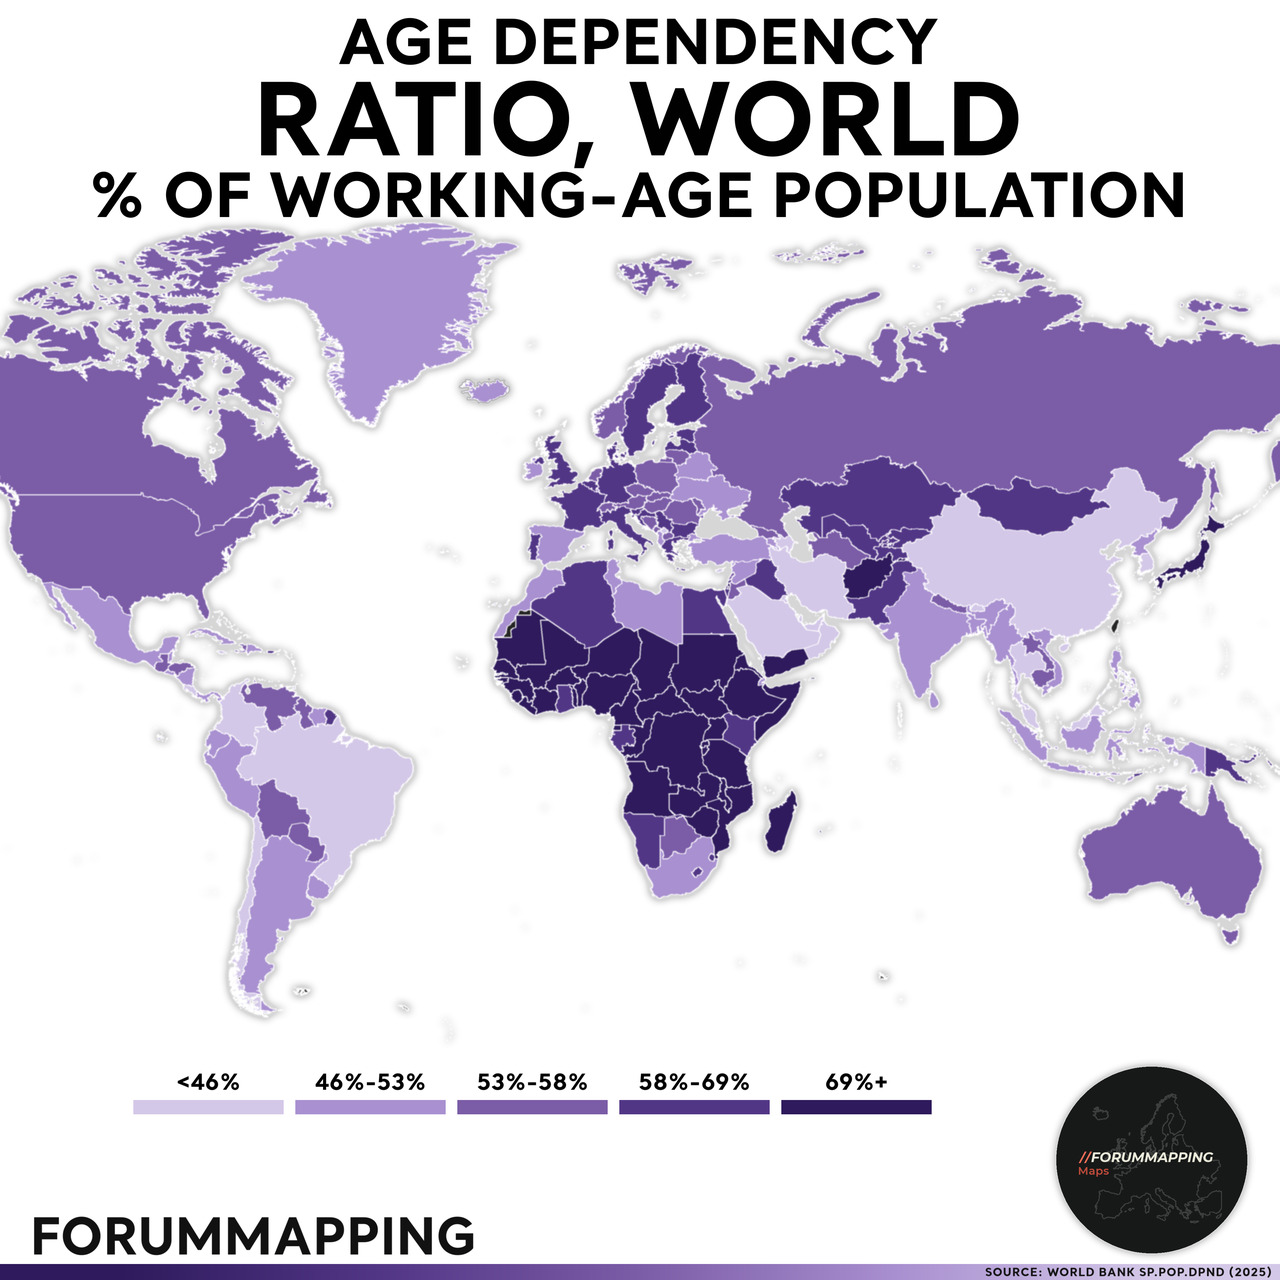 AGE DEPENDENCY
RATIO, WORLD
% OF WORKING-AGE POPULATION
<46%
46%-53%
53%-58%
58%-69%
69%+
//FORUMMAPPING
Maps
FORUMMAPPING
SOURCE: WORLD BANK SP.POP.DPND (2025)